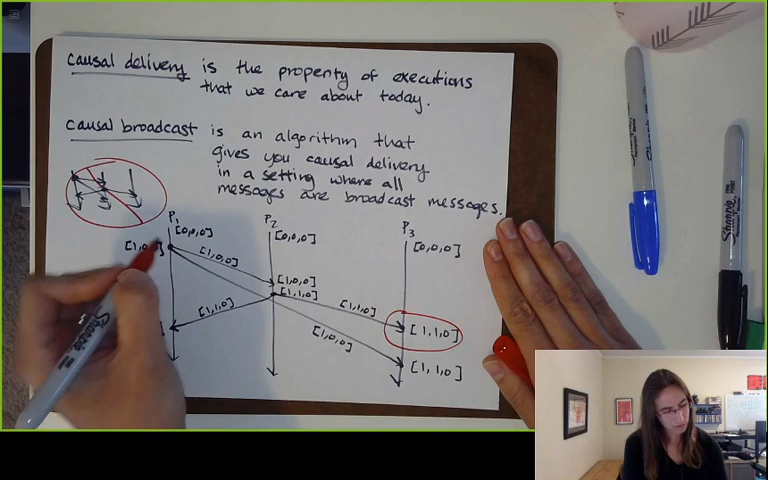 causal delivery is the property of executions
that we care about today.
causal broadcast is an algorithm that
gives you causal delivery
in a setting where all
messages are broadcast messages.
P1 P2 P3
[0,0,0] [0,0,0] [0,0,0]
[1,0,0]
[1,0,0]
[1,1,0]
[1,1,0] [1,1,0] [1,1,0]
[1,0,0]
[1,1,0]
Sharpie